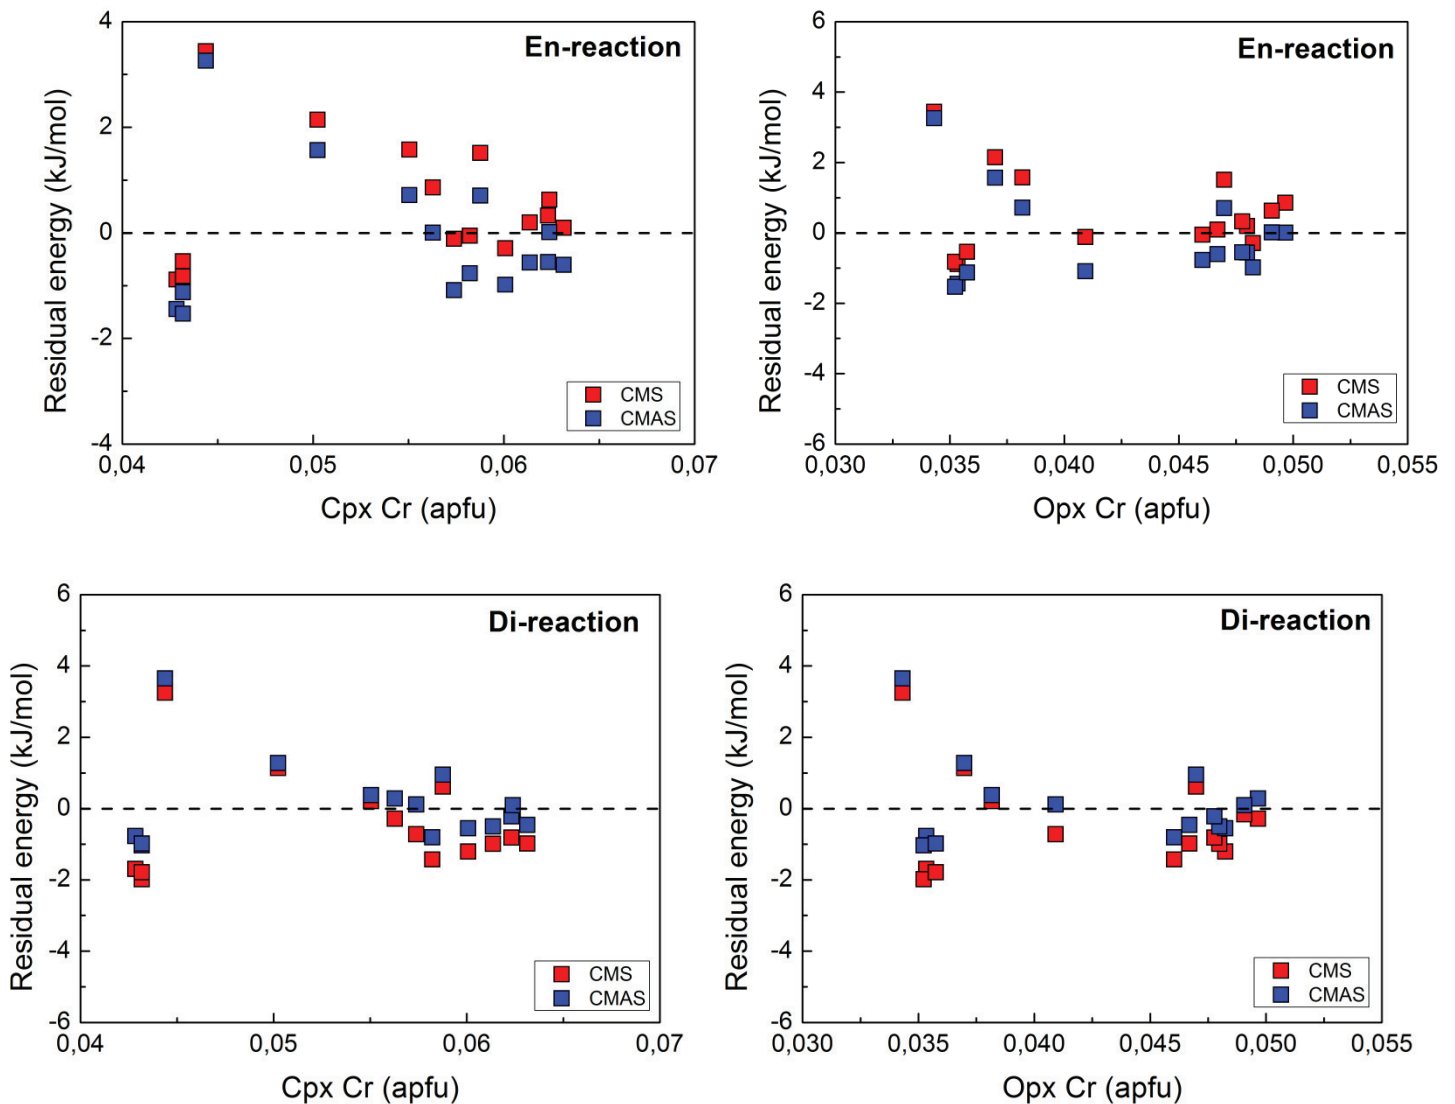 En-reaction
Residual energy (kJ/mol)
4
2
0
-2
-4
CMS
CMAS
0,04
0,05
0,06
0,07
Cpx Cr (apfu)
En-reaction
Residual energy (kJ/mol)
6
4
2
0
-2
-4
-6
CMS
CMAS
0,030
0,035
0,040
0,045
0,050
0,055
Opx Cr (apfu)
Di-reaction
Residual energy (kJ/mol)
6
4
2
0
-2
-4
-6
CMS
CMAS
0,04
0,05
0,06
0,07
Cpx Cr (apfu)
Di-reaction
Residual energy (kJ/mol)
6
4
2
0
-2
-4
-6
CMS
CMAS
0,030
0,035
0,040
0,045
0,050
0,055
Opx Cr (apfu)